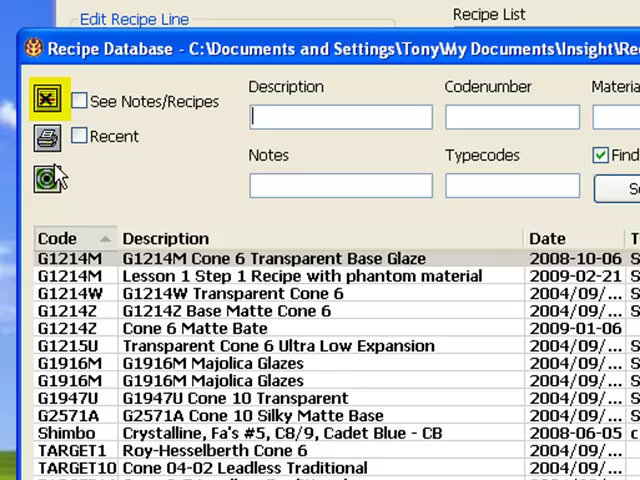 Edit Recipe Line
Recipe List
Recipe Database - C:\Documents and Settings\Tony\My Documents\Insight\Re
See Notes/Recipes
Recent
Description
Codenumber
Materia
Notes
Typecodes
Find
S
Code Description Date T
G1214M G1214M Cone 6 Transparent Base Glaze 2008-10-06 S
G1214M Lesson 1 Step 1 Recipe with phantom material 2009-02-21 S
G1214W G1214W Transparent Cone 6 2004/09/... S
G1214Z G1214Z Base Matte Cone 6 2004/09/... S
G1214Z Cone 6 Matte Bate 2009-01-06
G1215U Transparent Cone 6 Ultra Low Expansion 2004/09/... S
G1916M G1916M Majolica Glazes 2004/09/... S
G1916M G1916M Majolica Glazes 2004/09/... S
G1947U G1947U Cone 10 Transparent 2004/09/... S
G2571A G2571A Cone 10 Silky Matte Base 2004/09/... S
Shimbo Crystalline, Fa's #5, C8/9, Cadet Blue - CB 2008-06-05 c
TARGET1 Roy-Hesselberth Cone 6 2004/09/... S
TARGET10 Cone 04-02 Leadless Traditional 2004/09/... S